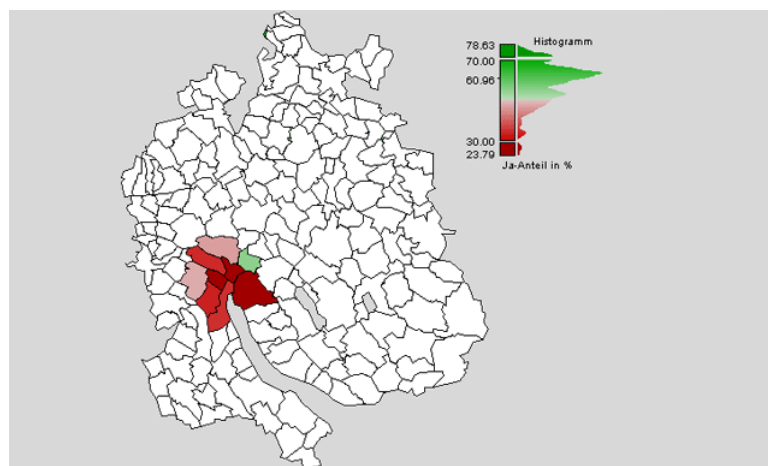 Histogramm
78.63
70.00
60.96
30.00
23.79
Ja-Anteil in %